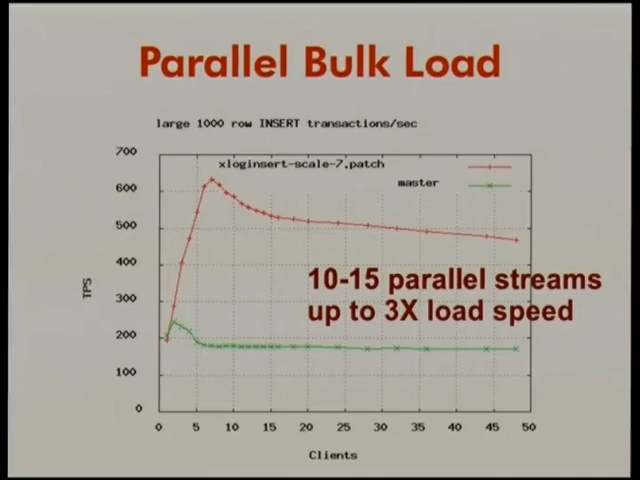 Parallel Bulk Load
large 1000 row INSERT transactions/sec
700
xloginsert-scale-7.patch
master
600
500
400
300
200
100
0
TPS
10-15 parallel streams
up to 3X load speed
0 5 10 15 20 25 30 35 40 45 50
Clients